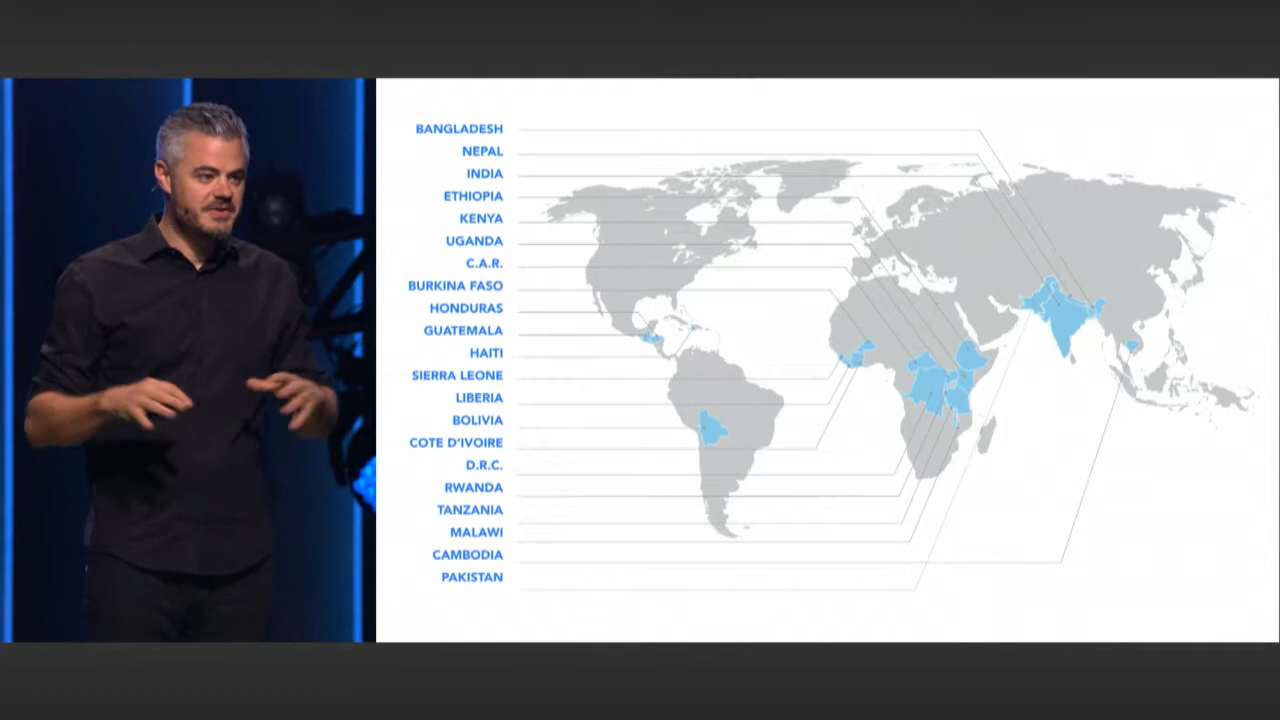 BANGLADESH
NEPAL
INDIA
ETHIOPIA
KENYA
UGANDA
C.A.R.
BURKINA FASO
HONDURAS
GUATEMALA
HAITI
SIERRA LEONE
LIBERIA
BOLIVIA
COTE D'IVOIRE
D.R.C.
RWANDA
TANZANIA
MALAWI
CAMBODIA
PAKISTAN